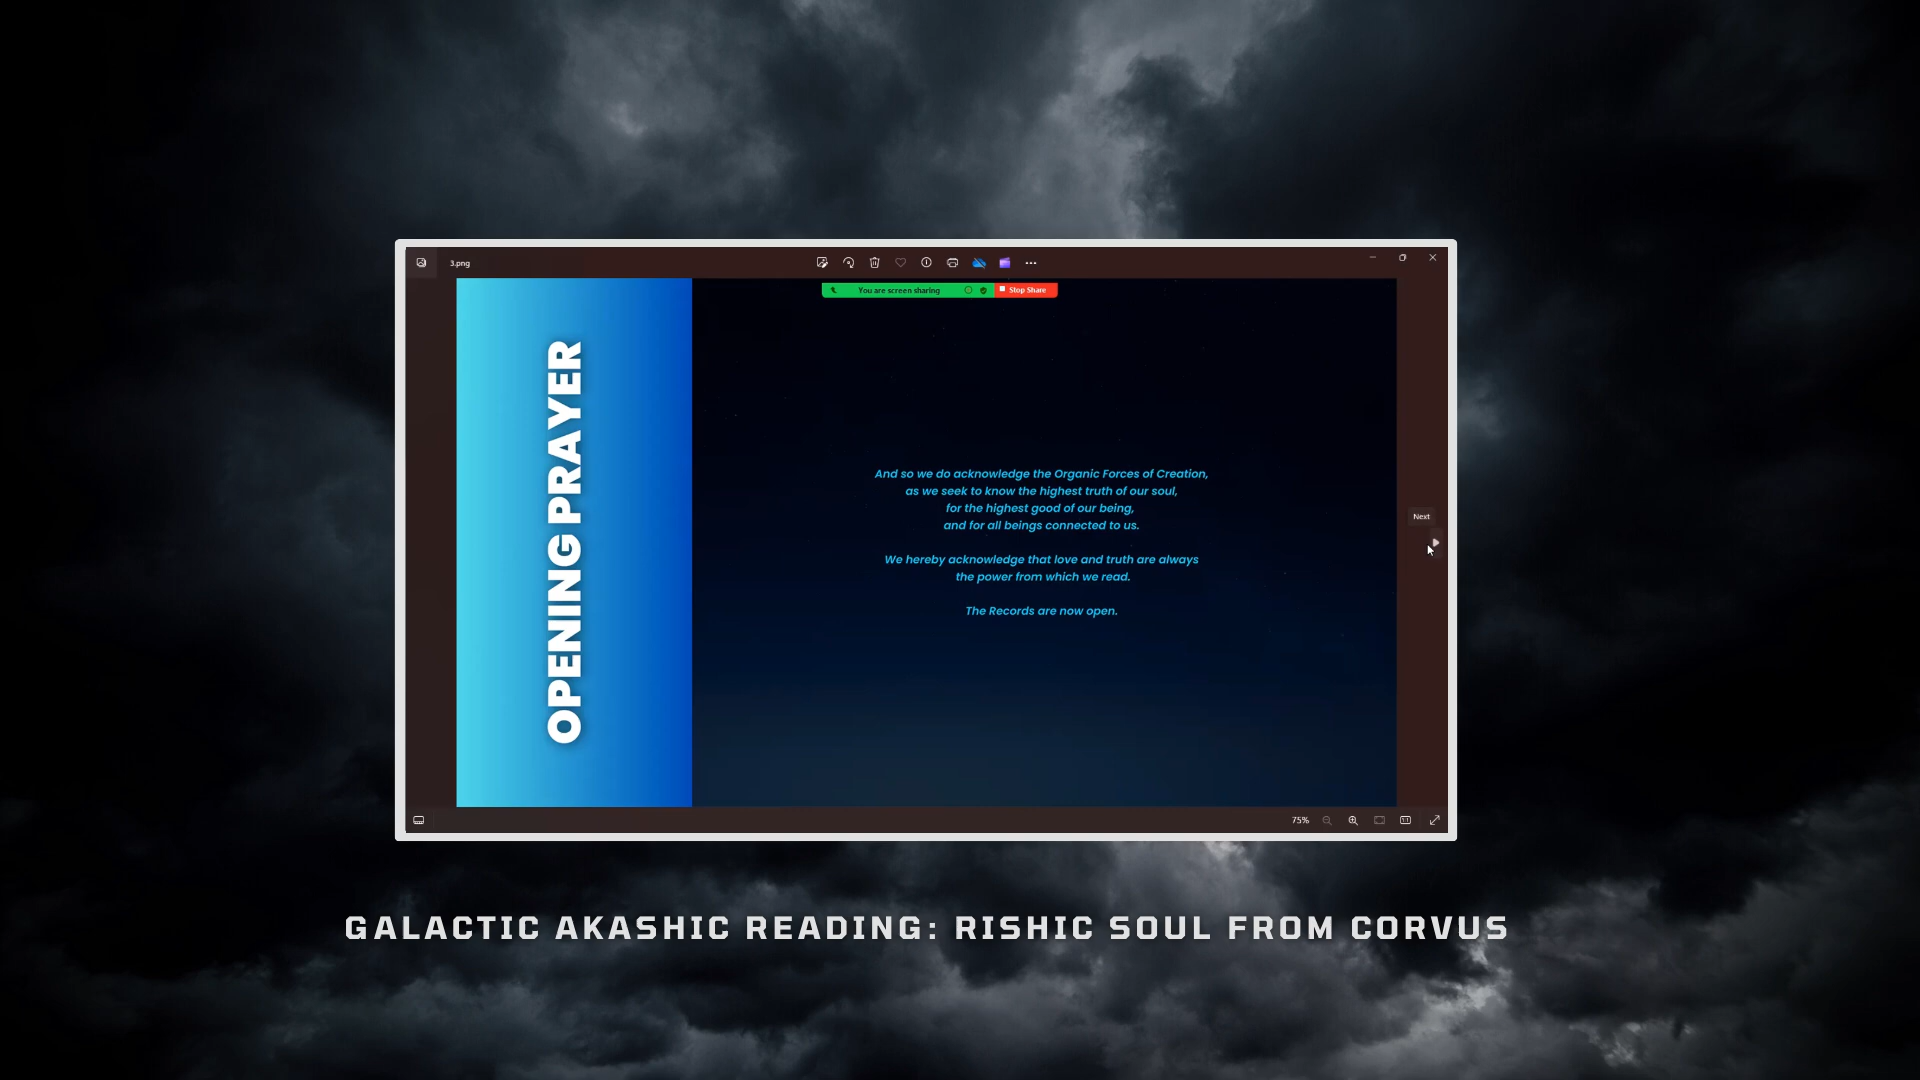 3.png
You are screen sharing
Stop Share
OPENING PRAYER
And so we do acknowledge the Organic Forces of Creation,
as we seek to know the highest truth of our soul,
for the highest good of our being,
and for all beings connected to us.
We hereby acknowledge that love and truth are always
the power from which we read.
The Records are now open.
Next
75%
GALACTIC AKASHIC READING: RISHIC SOUL FROM CORVUS